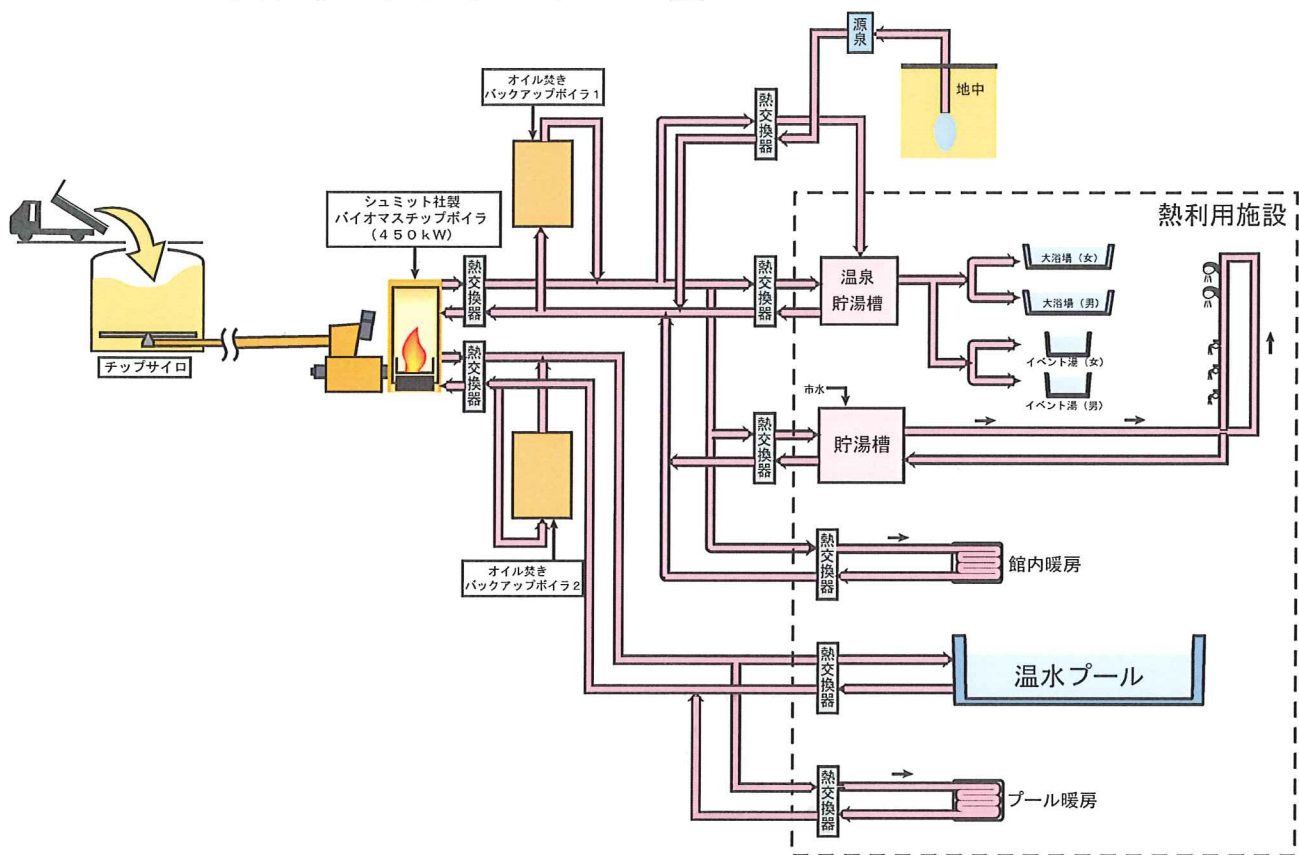 源泉
地中
オイル焚き
バックアップボイラ1
熱交換器
シュミット社製
バイオマスチップボイラ
(450kW)
熱利用施設
熱交換器
熱交換器
温泉
貯湯槽
大浴場(女)
大浴場(男)
イベント湯(女)
イベント湯(男)
チップサイロ
熱交換器
市水
熱交換器
貯湯槽
オイル焚き
バックアップボイラ2
熱交換器
館内暖房
熱交換器
温水プール
熱交換器
プール暖房